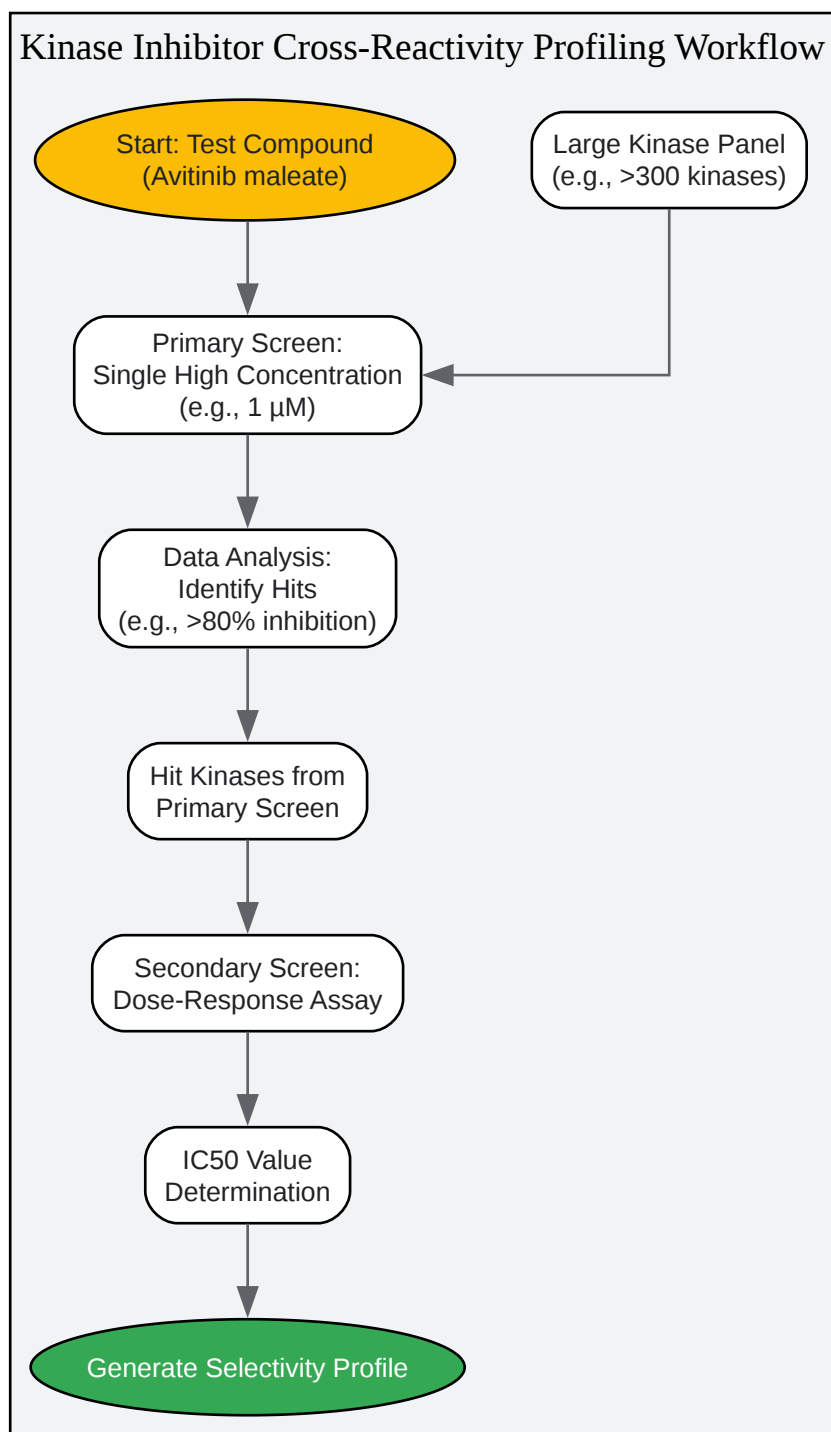 Kinase Inhibitor Cross-Reactivity Profiling Workflow
Start: Test Compound
(Avitinib maleate)
Large Kinase Panel
(e.g., >300 kinases)
Primary Screen:
Single High Concentration
(e.g., 1 µM)
Data Analysis:
Identify Hits
(e.g., >80% inhibition)
Hit Kinases from
Primary Screen
Secondary Screen:
Dose-Response Assay
IC50 Value
Determination
Generate Selectivity Profile